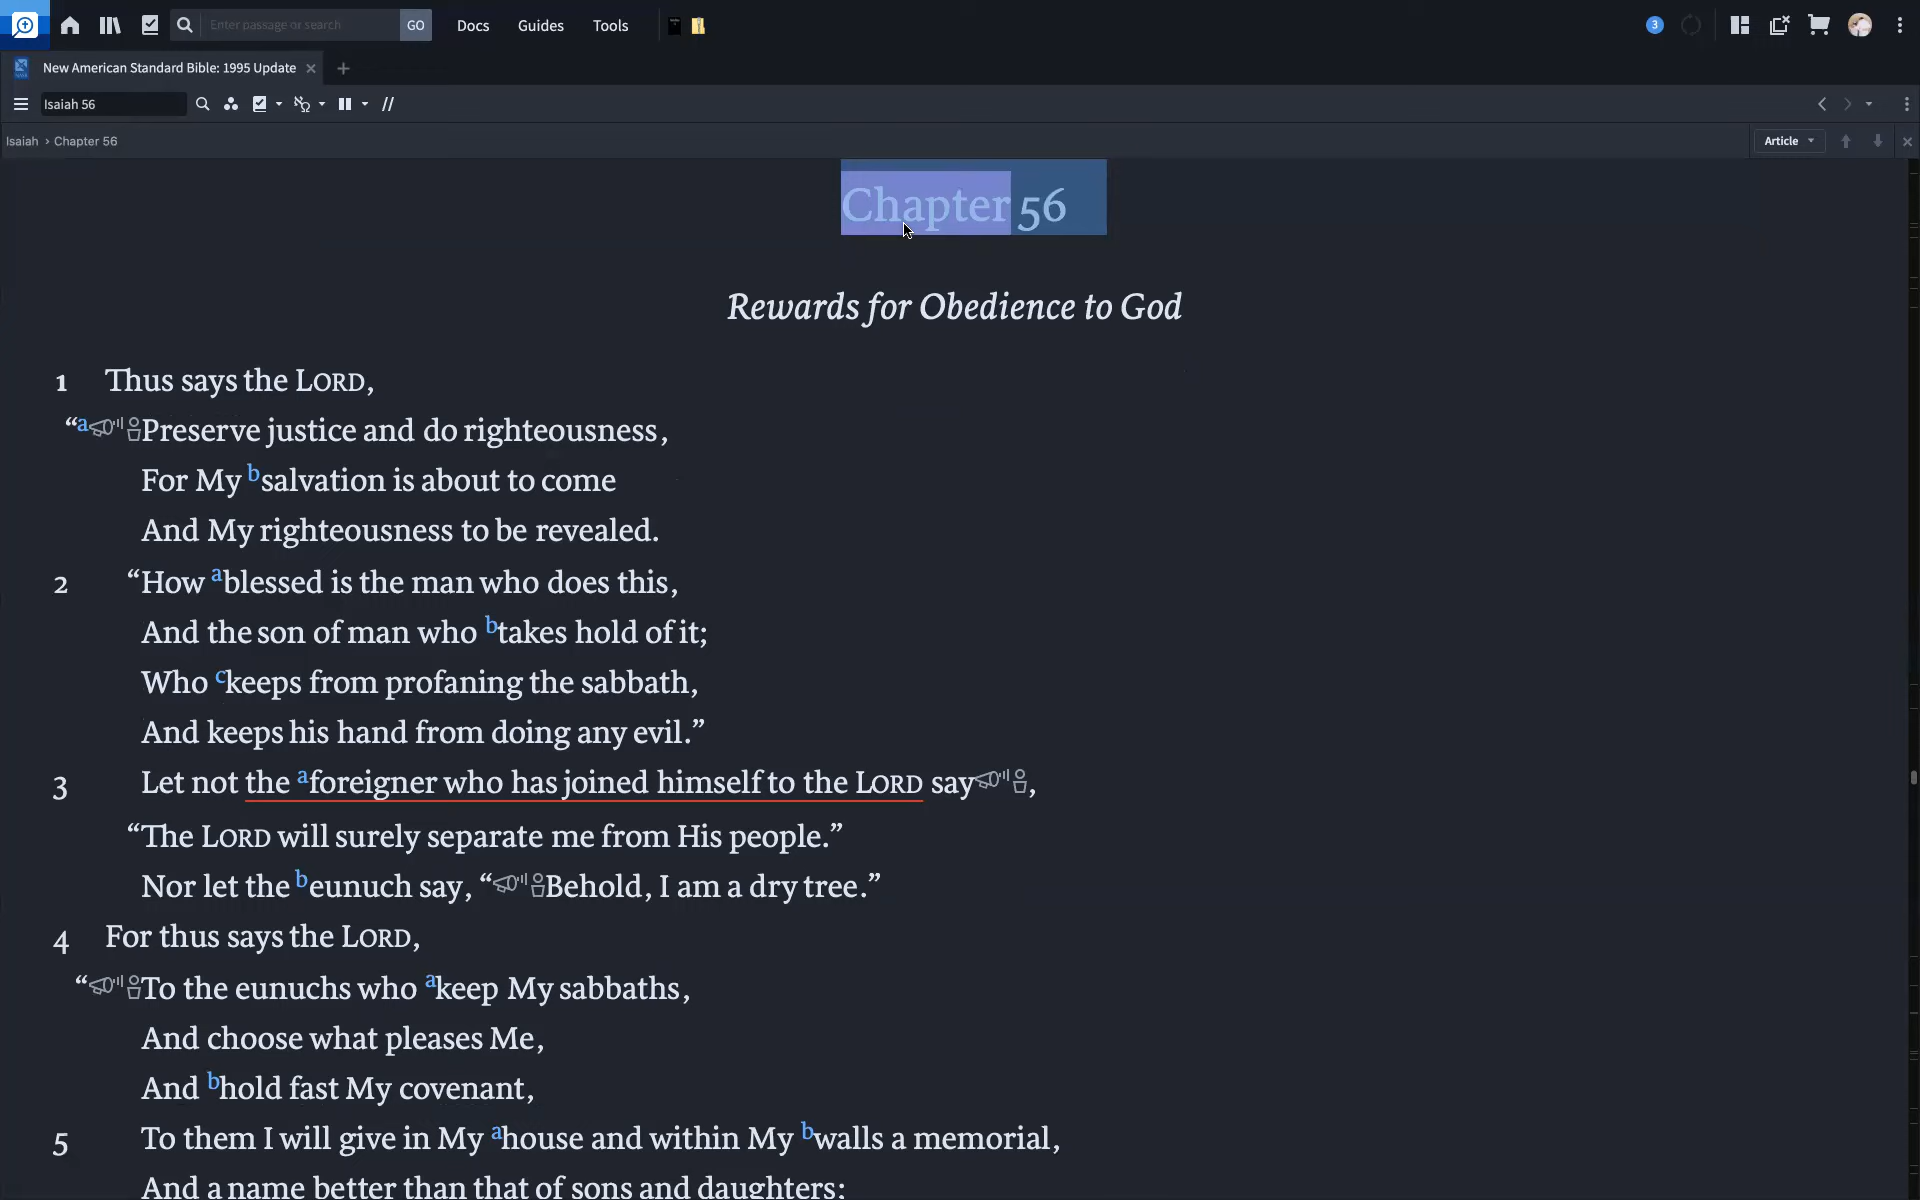 Enter passage or search GO Docs Guides Tools 3
New American Standard Bible: 1995 Update
Isaiah 56
Isaiah › Chapter 56 Article
Chapter 56
Rewards for Obedience to God
1 Thus says the LORD,
“aPreserve justice and do righteousness,
For My bsalvation is about to come
And My righteousness to be revealed.
2 “How ablessed is the man who does this,
And the son of man who btakes hold of it;
Who ckeeps from profaning the sabbath,
And keeps his hand from doing any evil.”
3 Let not the aforeigner who has joined himself to the LORD say,
“The LORD will surely separate me from His people.”
Nor let the beunuch say, “Behold, I am a dry tree.”
4 For thus says the LORD,
“To the eunuchs who akeep My sabbaths,
And choose what pleases Me,
And bhold fast My covenant,
5 To them I will give in My ahouse and within My bwalls a memorial,
And a name better than that of sons and daughters;